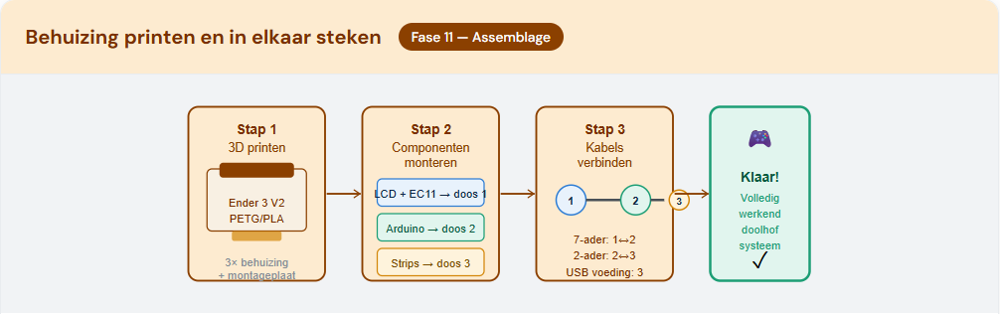 Behuizing printen en in elkaar steken
Fase 11 — Assemblage
Stap 1
3D printen
Ender 3 V2
PETG/PLA
3× behuizing
+ montageplaat
Stap 2
Componenten
monteren
LCD + EC11 → doos 1
Arduino → doos 2
Strips → doos 3
Stap 3
Kabels
verbinden
1
2
3
7-ader: 1↔2
2-ader: 2↔3
USB voeding: 3
Klaar!
Volledig
werkend
doolhof
systeem
✓